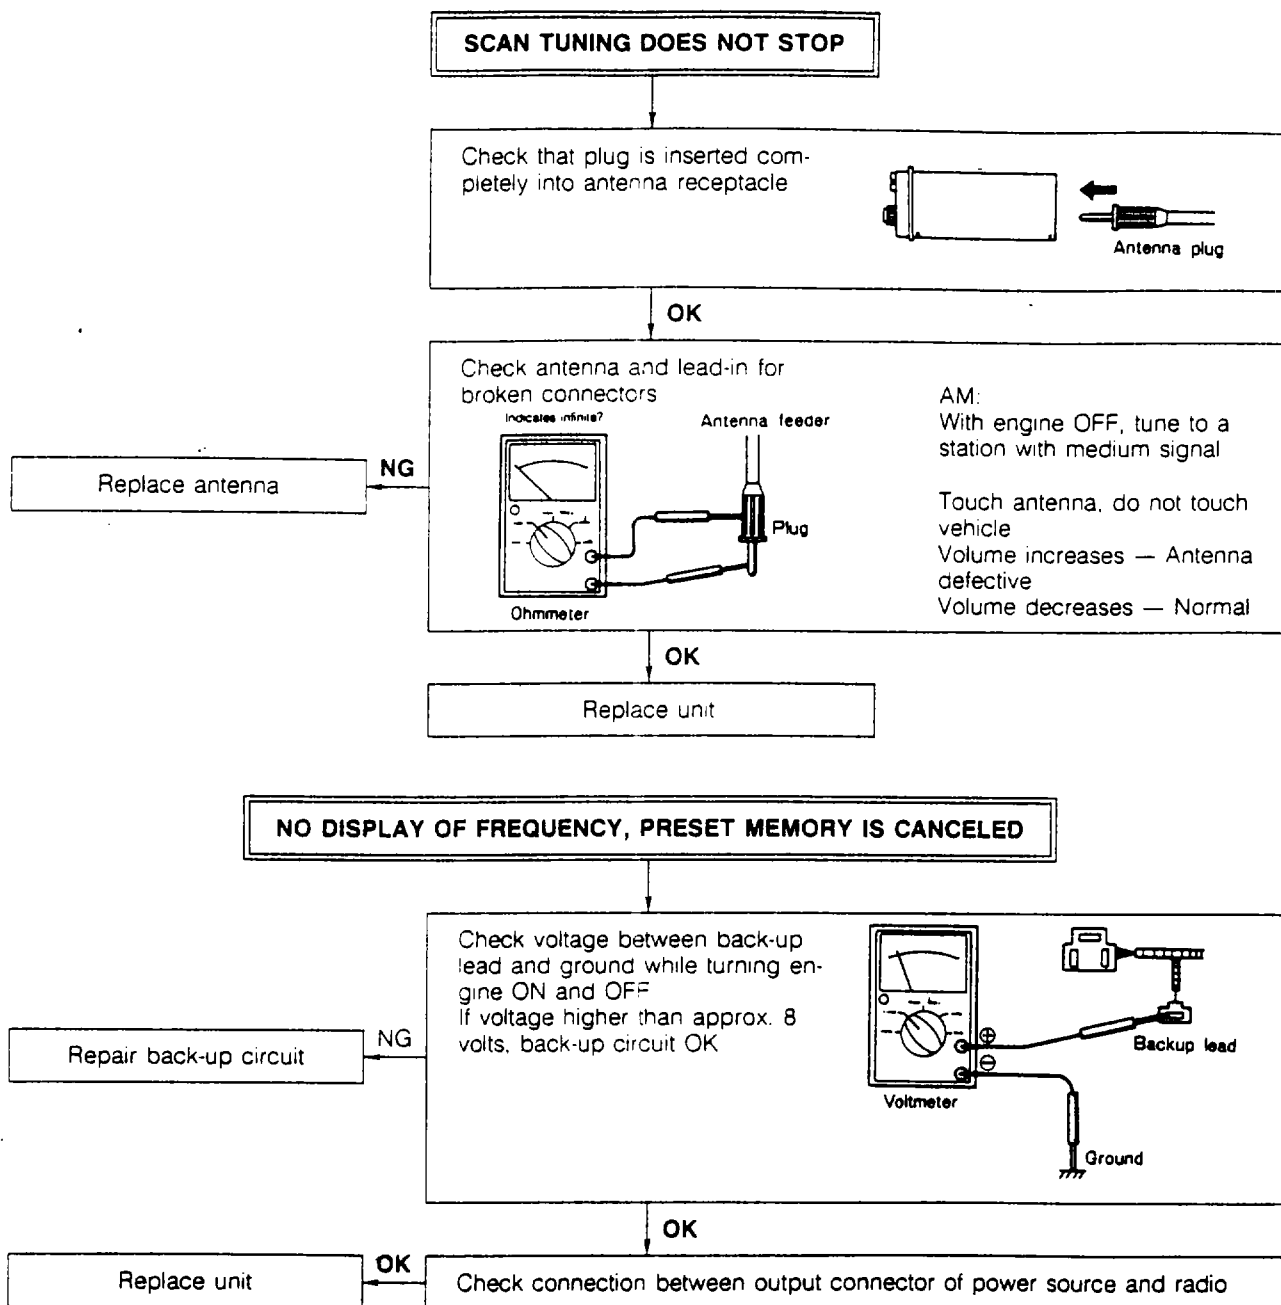 SCAN TUNING DOES NOT STOP
Check that plug is inserted com-
pletely into antenna receptacle
Antenna plug
OK
Check antenna and lead-in for
broken connectors
Indicates infinite?
Antenna feeder
Plug
Ohmmeter
AM:
With engine OFF, tune to a
station with medium signal
Touch antenna, do not touch
vehicle
Volume increases — Antenna
defective
Volume decreases — Normal
NG
Replace antenna
OK
Replace unit
NO DISPLAY OF FREQUENCY, PRESET MEMORY IS CANCELED
Check voltage between back-up
lead and ground while turning en-
gine ON and OFF
If voltage higher than approx. 8
volts, back-up circuit OK
⊕
⊖
Voltmeter
Backup lead
Ground
NG
Repair back-up circuit
OK
Check connection between output connector of power source and radio
OK
Replace unit